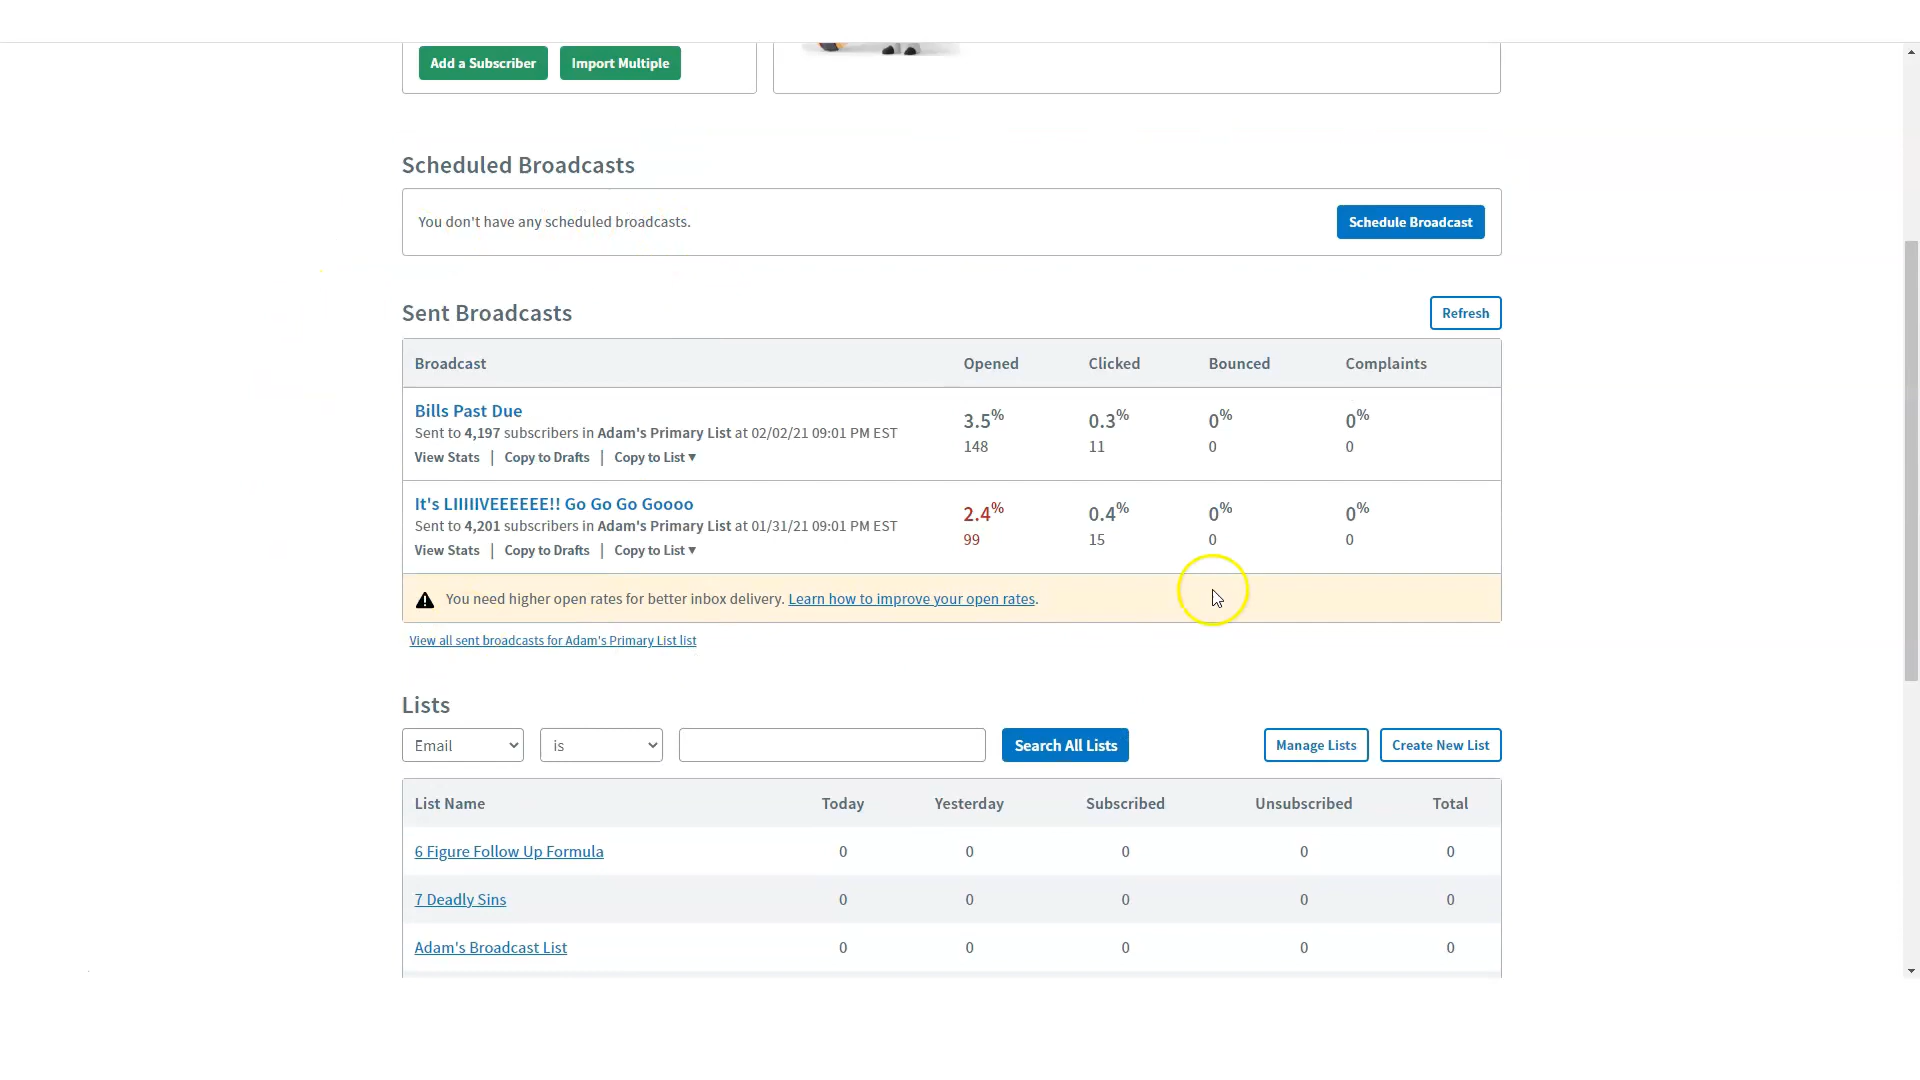 Add a Subscriber Import Multiple
Scheduled Broadcasts
You don't have any scheduled broadcasts. Schedule Broadcast
Sent Broadcasts Refresh
Broadcast Opened Clicked Bounced Complaints
Bills Past Due 3.5% 0.3% 0% 0%
Sent to 4,197 subscribers in Adam's Primary List at 02/02/21 09:01 PM EST 148 11 0 0
View Stats | Copy to Drafts | Copy to List ▾
It's LIIIIIVEEEEEE!! Go Go Go Goooo 2.4% 0.4% 0% 0%
Sent to 4,201 subscribers in Adam's Primary List at 01/31/21 09:01 PM EST 99 15 0 0
View Stats | Copy to Drafts | Copy to List ▾
You need higher open rates for better inbox delivery. Learn how to improve your open rates.
View all sent broadcasts for Adam's Primary List list
Lists
Email is Search All Lists Manage Lists Create New List
List Name Today Yesterday Subscribed Unsubscribed Total
6 Figure Follow Up Formula 0 0 0 0 0
7 Deadly Sins 0 0 0 0 0
Adam's Broadcast List 0 0 0 0 0